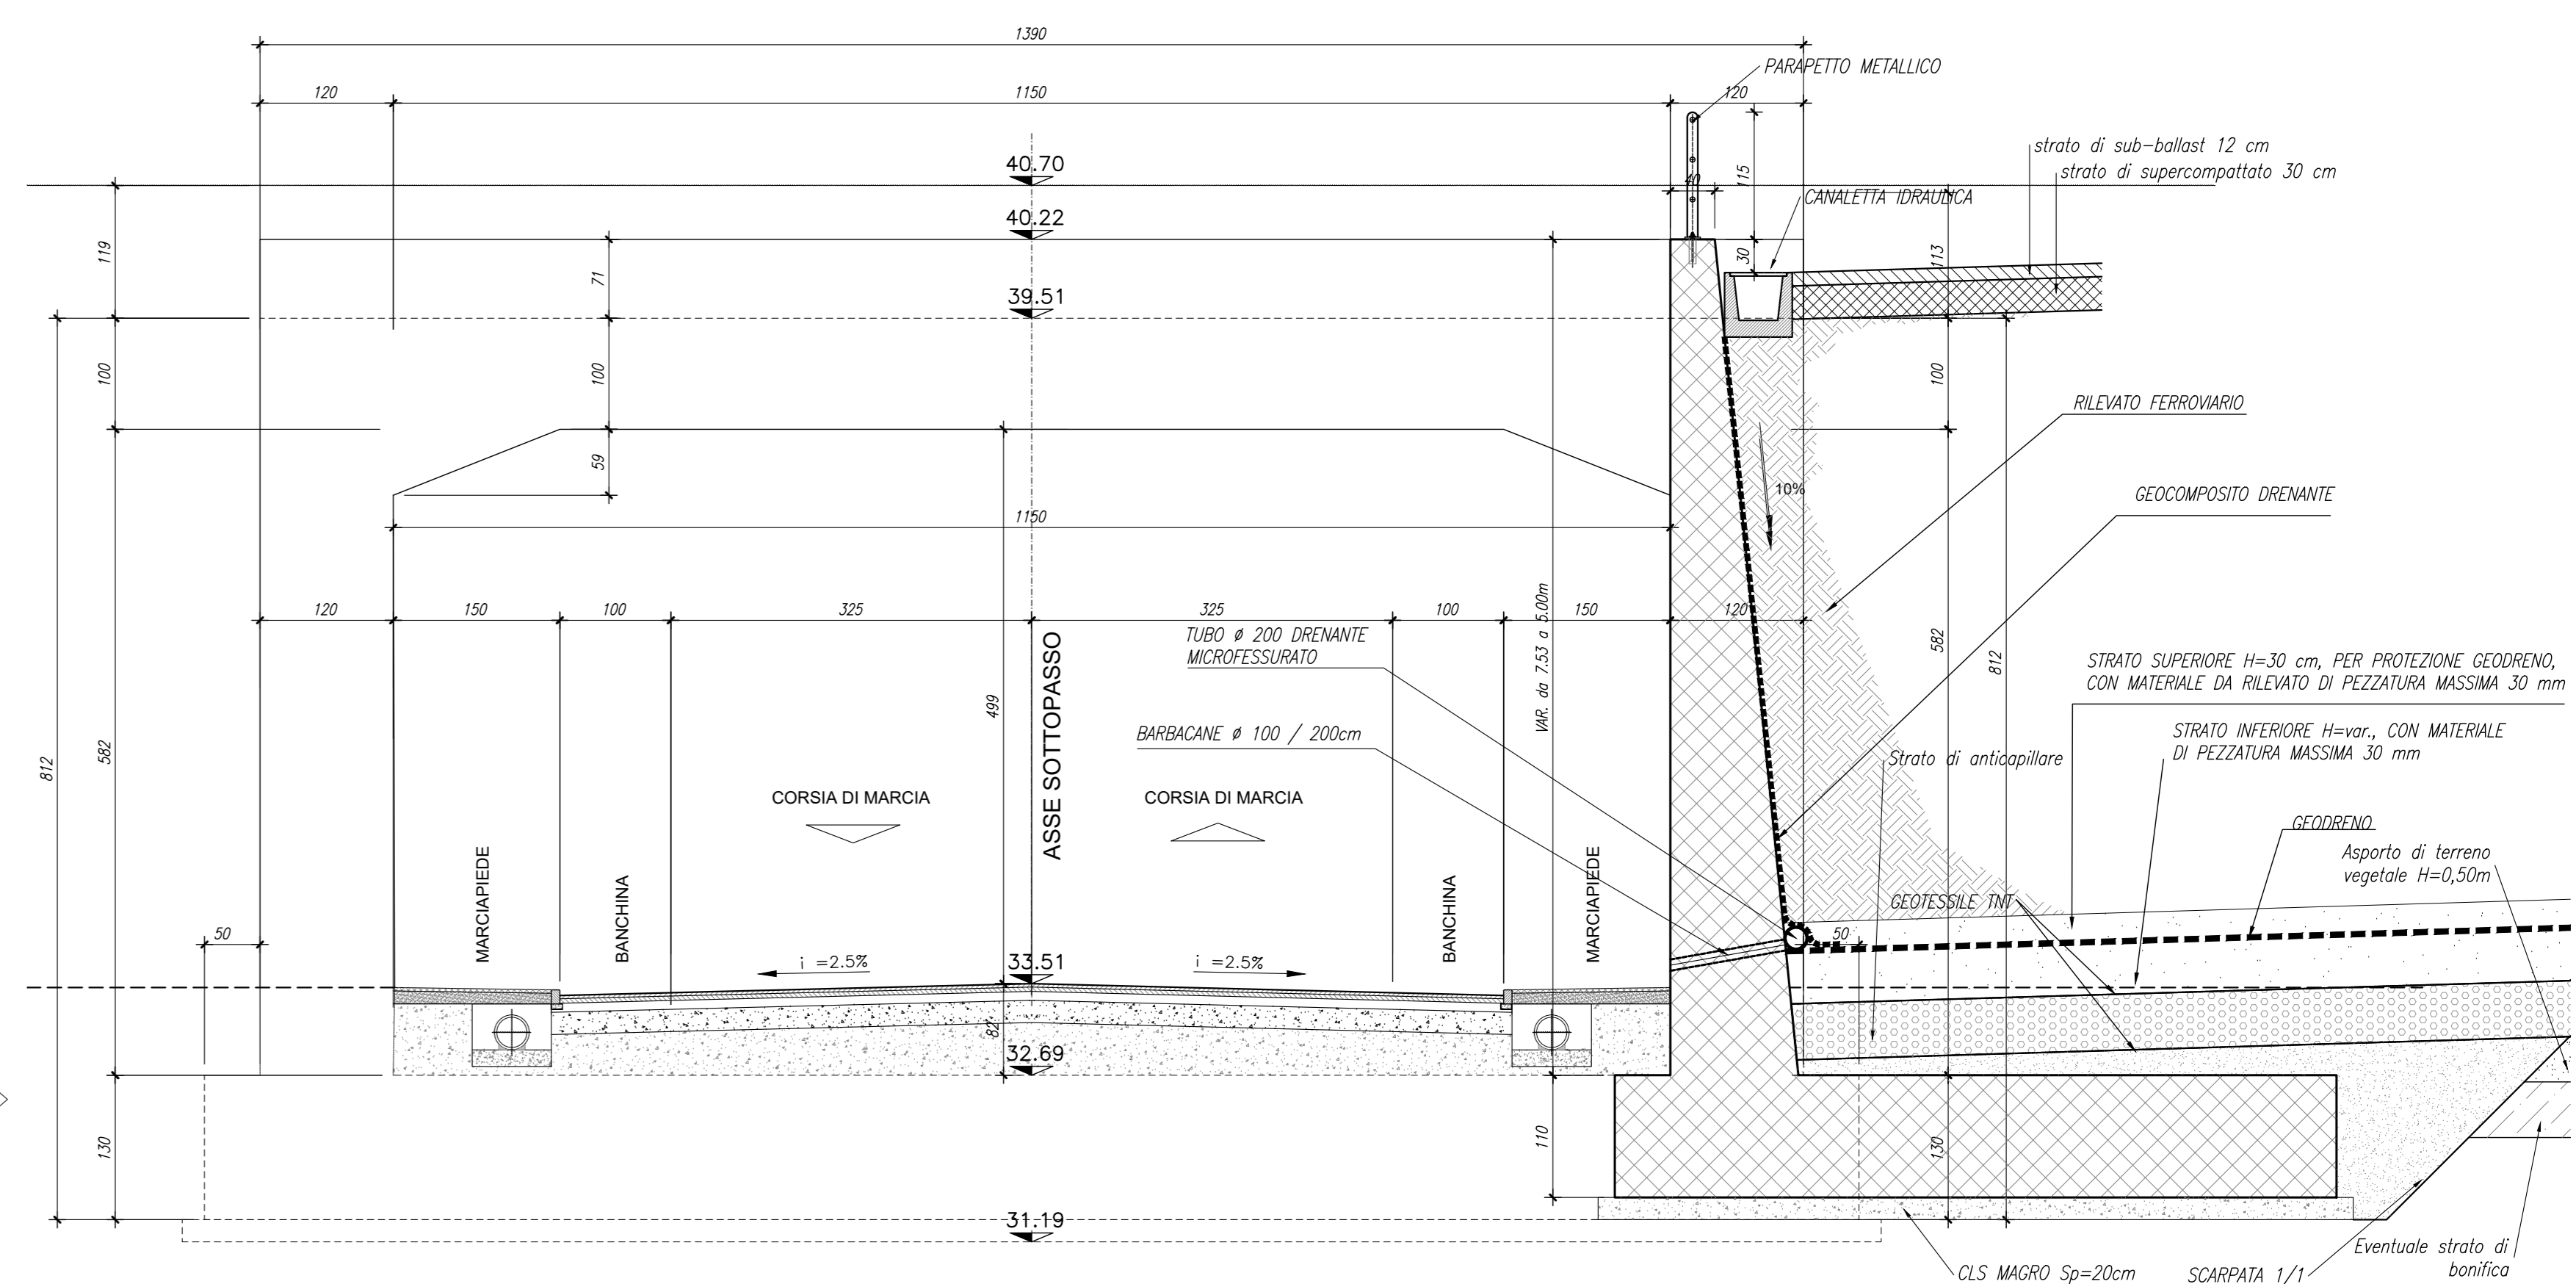 1390
PARAPETTO METALLICO
120
1150
120
strato di sub-ballast 12 cm
strato di supercompattato 30 cm
40.70
115
40
CANALETTA IDRAULICA
40.22
119
71
30
113
39.51
100
100
100
RILEVATO FERROVIARIO
59
10%
GEOCOMPOSITO DRENANTE
1150
120
150
100
325
325
100
150
120
VAR. da 7.53 a 5.00m
TUBO ø 200 DRENANTE
MICROFESSURATO
582
812
STRATO SUPERIORE H=30 cm, PER PROTEZIONE GEODRENO,
CON MATERIALE DA RILEVATO DI PEZZATURA MASSIMA 30 mm
499
ASSE SOTTOPASSO
BARBACANE ø 100 / 200cm
STRATO INFERIORE H=var., CON MATERIALE
DI PEZZATURA MASSIMA 30 mm
Strato di anticapillare
812
582
CORSIA DI MARCIA
CORSIA DI MARCIA
GEODRENO
Asporto di terreno
vegetale H=0,50m
MARCIAPIEDE
BANCHINA
BANCHINA
MARCIAPIEDE
GEOTESSILE TNT
50
50
i =2.5%
33.51
i =2.5%
82
32.69
130
110
130
31.19
CLS MAGRO Sp=20cm
SCARPATA 1/1
Eventuale strato di
bonifica